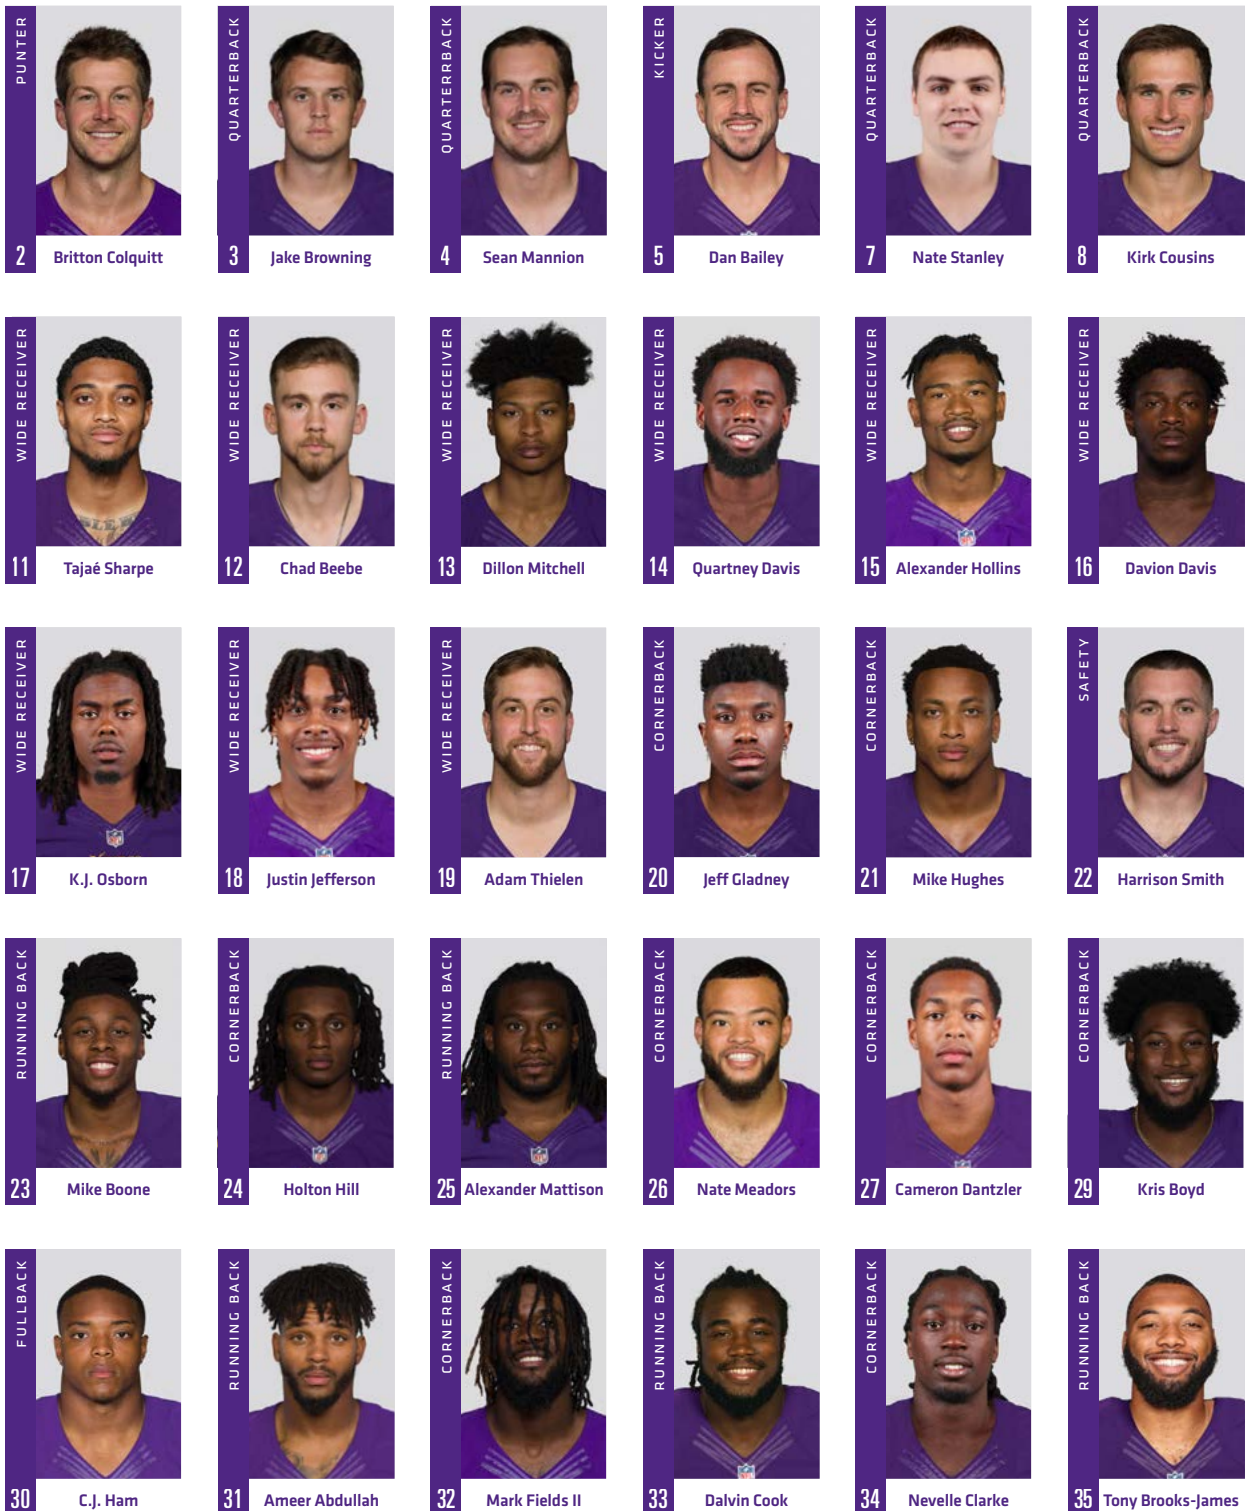 PUNTER
2 Britton Colquitt
QUARTERBACK
3 Jake Browning
QUARTERRBACK
4 Sean Mannion
KICKER
5 Dan Bailey
QUARTERBACK
7 Nate Stanley
QUARTERBACK
8 Kirk Cousins
WIDE RECEIVER
11 Tajaé Sharpe
WIDE RECEIVER
12 Chad Beebe
WIDE RECEIVER
13 Dillon Mitchell
WIDE RECEIVER
14 Quartney Davis
WIDE RECEIVER
15 Alexander Hollins
WIDE RECEIVER
16 Davion Davis
WIDE RECEIVER
17 K.J. Osborn
WIDE RECEIVER
18 Justin Jefferson
WIDE RECEIVER
19 Adam Thielen
CORNERBACK
20 Jeff Gladney
CORNERBACK
21 Mike Hughes
SAFETY
22 Harrison Smith
RUNNING BACK
23 Mike Boone
CORNERBACK
24 Holton Hill
RUNNING BACK
25 Alexander Mattison
CORNERBACK
26 Nate Meadors
CORNERBACK
27 Cameron Dantzler
CORNERBACK
29 Kris Boyd
FULLBACK
30 C.J. Ham
RUNNING BACK
31 Ameer Abdullah
CORNERBACK
32 Mark Fields II
RUNNING BACK
33 Dalvin Cook
CORNERBACK
34 Nevelle Clarke
RUNNING BACK
35 Tony Brooks-James